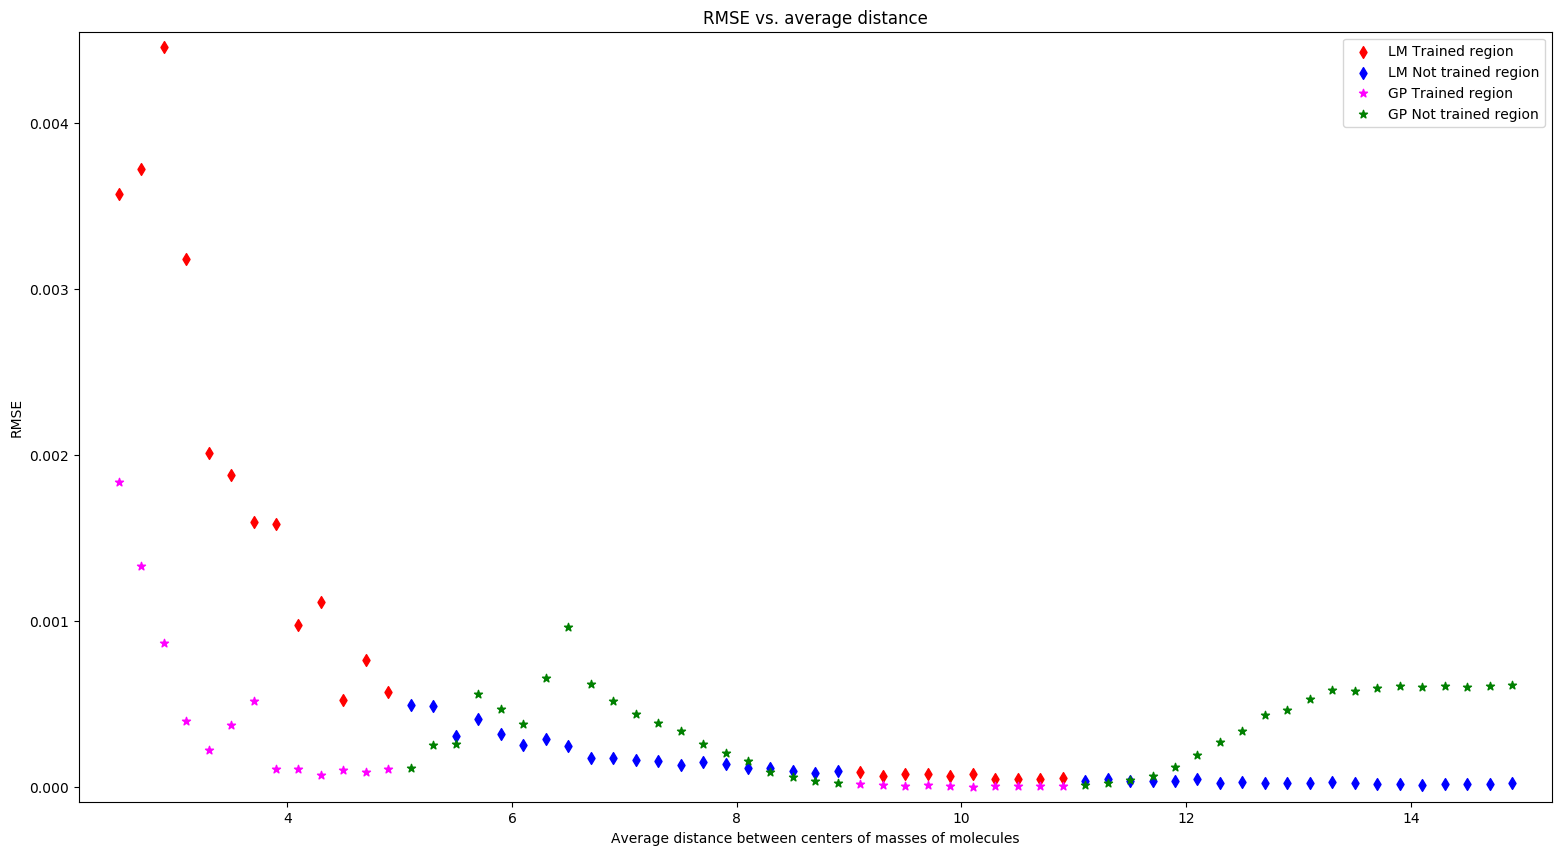 RMSE vs. average distance
LM Trained region
LM Not trained region
GP Trained region
GP Not trained region
0.004
0.003
0.002
0.001
0.000
RMSE
4 6 8 10 12 14
Average distance between centers of masses of molecules